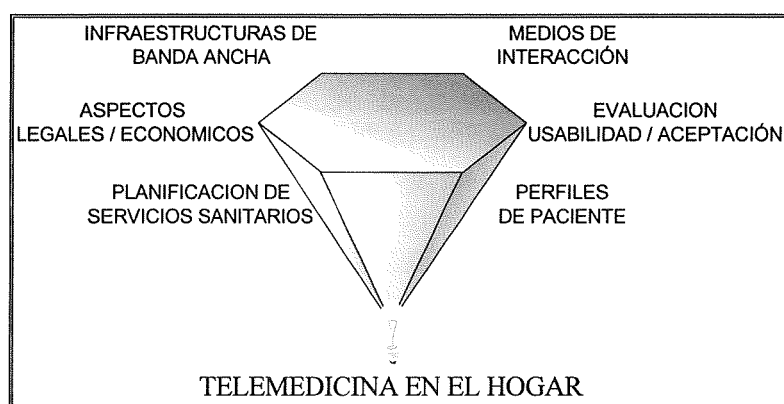 INFRAESTRUCTURAS DE
BANDA ANCHA
MEDIOS DE
INTERACCIÓN
ASPECTOS
LEGALES / ECONOMICOS
EVALUACION
USABILIDAD / ACEPTACIÓN
PLANIFICACION DE
SERVICIOS SANITARIOS
PERFILES
DE PACIENTE
TELEMEDICINA EN EL HOGAR